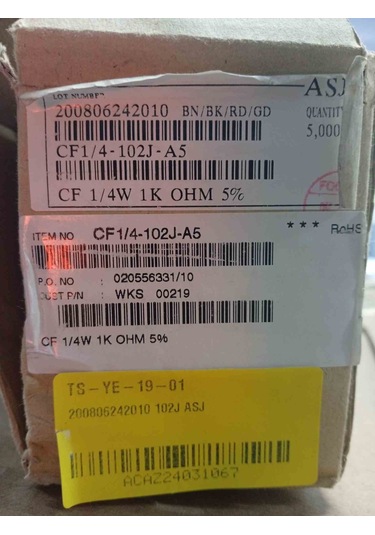 LOT NUMBER
ASJ
200806242010 BN/BK/RD/GD
QUANTITY
5,000
CF1/4-102J-A5
CF 1/4W 1K OHM 5%
ITEM NO CF1/4-102J-A5
*** RoHS
P.O. NO : 020556331/10
CUST P/N : WKS 00219
CF 1/4W 1K OHM 5%
TS-YE-19-01
200806242010 102J ASJ
ACAZ24031067